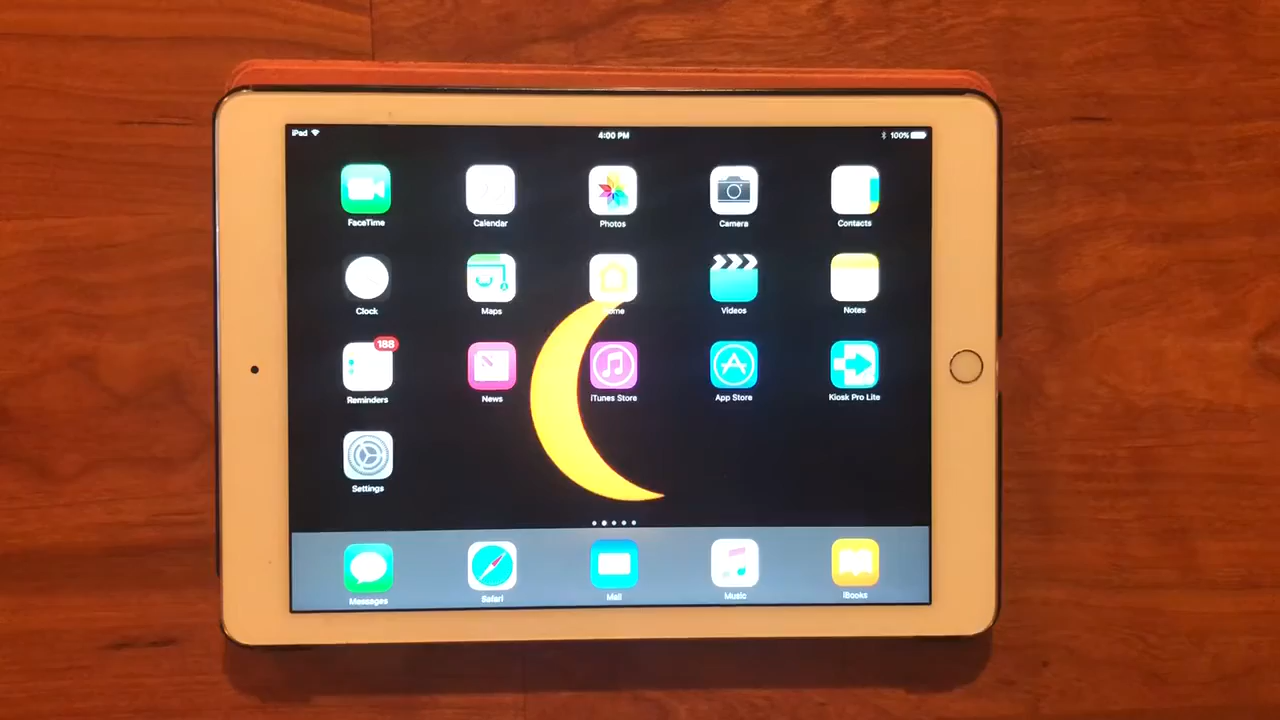 iPad 4:00 PM 100%
FaceTime Calendar Photos Camera Contacts
Clock Maps Home Videos Notes
188
Reminders News iTunes Store App Store Kiosk Pro Lite
Settings
Messages Safari Mail Music iBooks